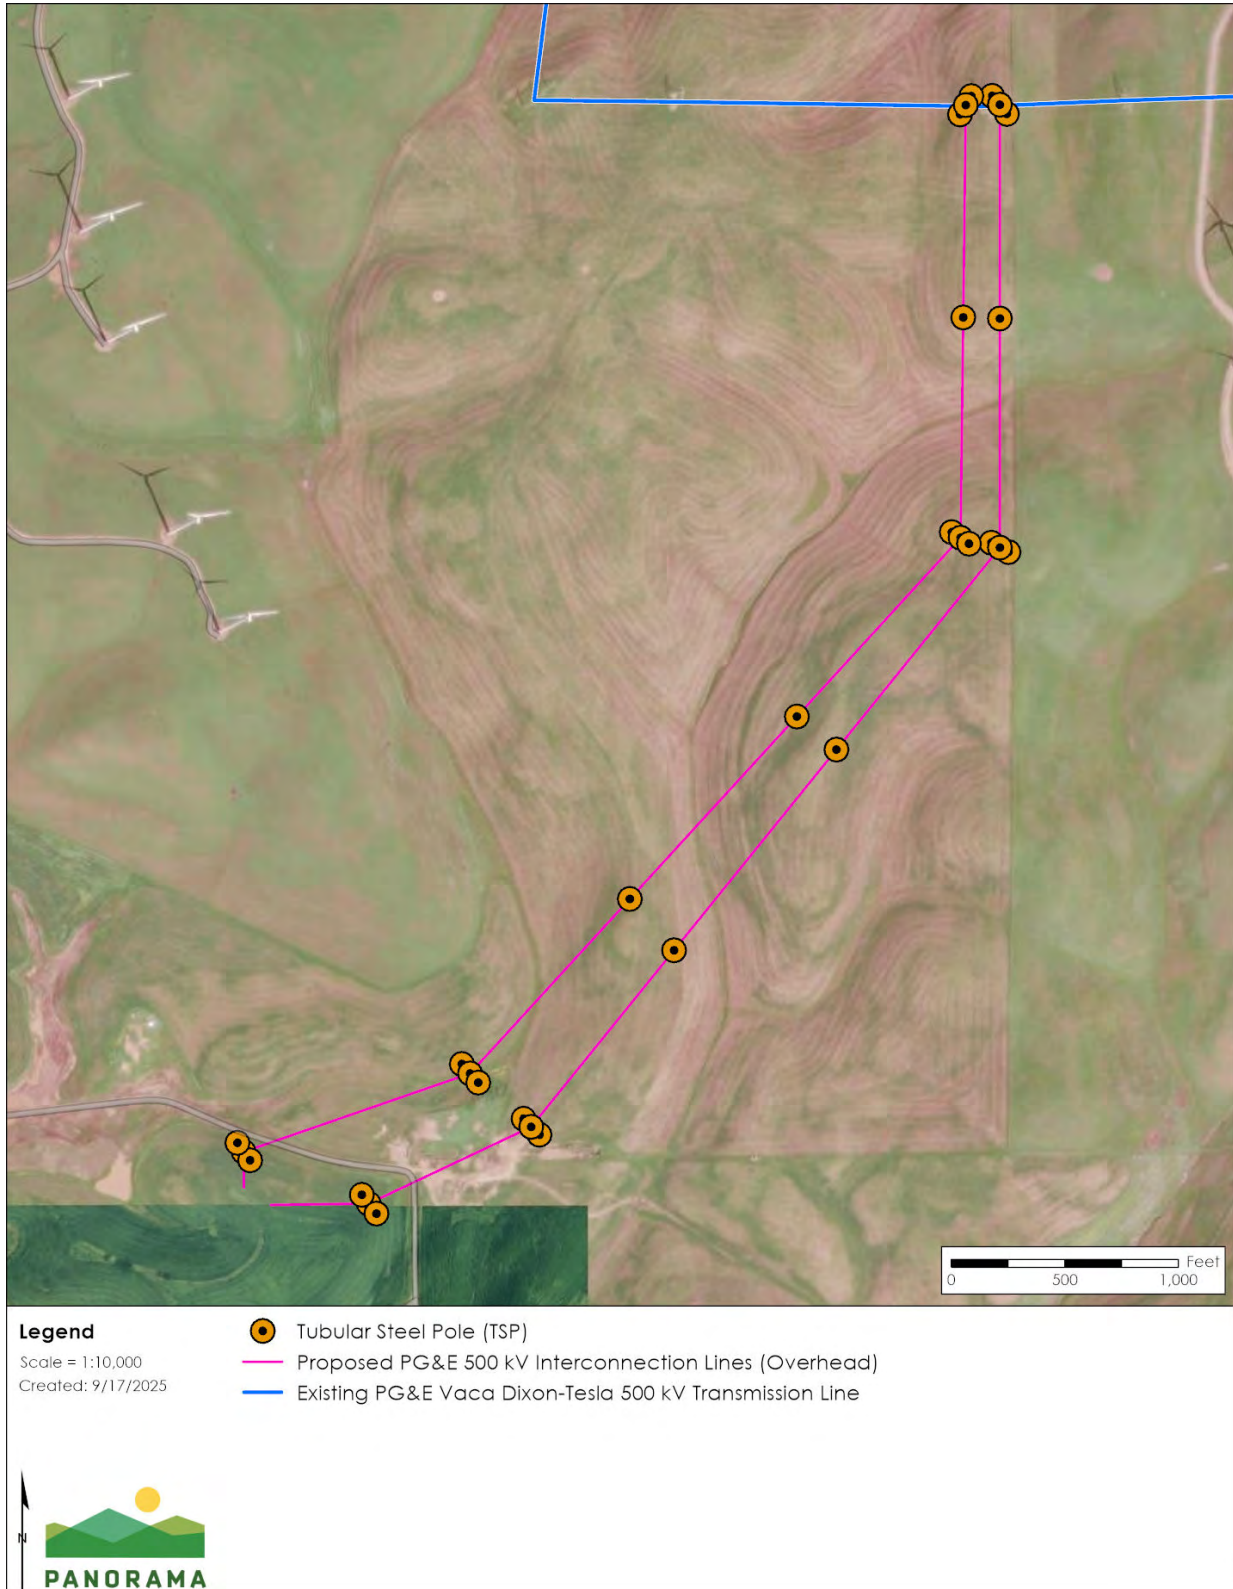 Feet
0 500 1,000
Legend
Scale = 1:10,000
Created: 9/17/2025
Tubular Steel Pole (TSP)
Proposed PG&E 500 kV Interconnection Lines (Overhead)
Existing PG&E Vaca Dixon-Tesla 500 kV Transmission Line
N
PANORAMA